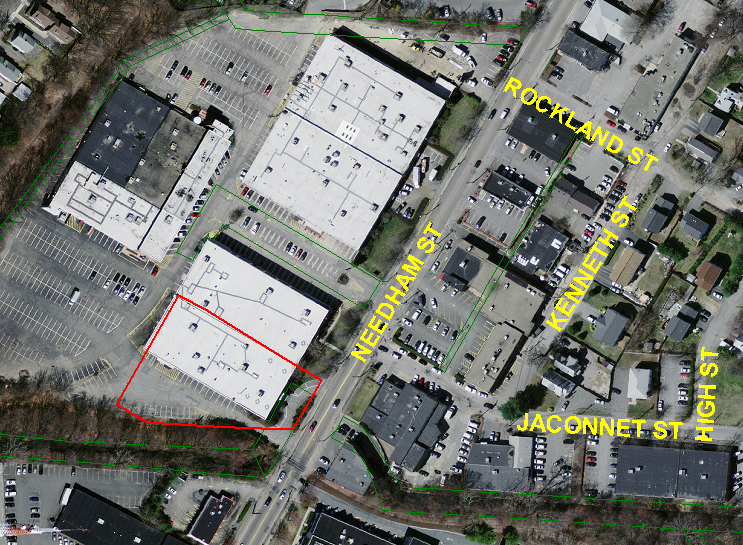 ROCKLAND ST
KENNETH ST
NEEDHAM ST
HIGH ST
JACONNET ST